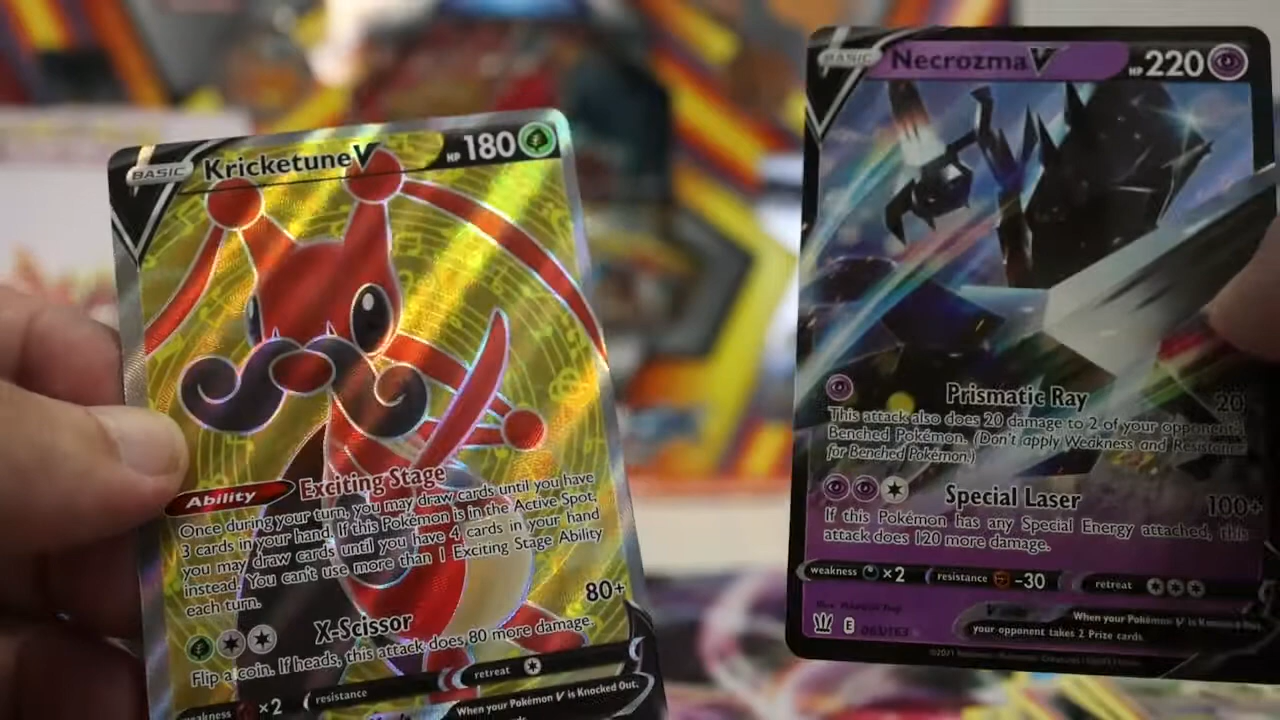 BASIC Kricketune V HP 180
Ability Exciting Stage
Once during your turn, you may draw cards until you have
3 cards in your hand. If this Pokémon is in the Active Spot,
you may draw cards until you have 4 cards in your hand
instead. You can't use more than 1 Exciting Stage Ability
each turn.
X-Scissor 80+
Flip a coin. If heads, this attack does 80 more damage.
weakness ×2 resistance retreat
When your Pokémon V is Knocked Out,
BASIC Necrozma V HP 220
Prismatic Ray 20
This attack also does 20 damage to 2 of your opponent's
Benched Pokémon. (Don't apply Weakness and Resistance
for Benched Pokémon.)
Special Laser 100+
If this Pokémon has any Special Energy attached, this
attack does 120 more damage.
weakness ×2 resistance -30 retreat
When your Pokémon V is Knocked
your opponent takes 2 Prize cards.
E 063/163
©2021